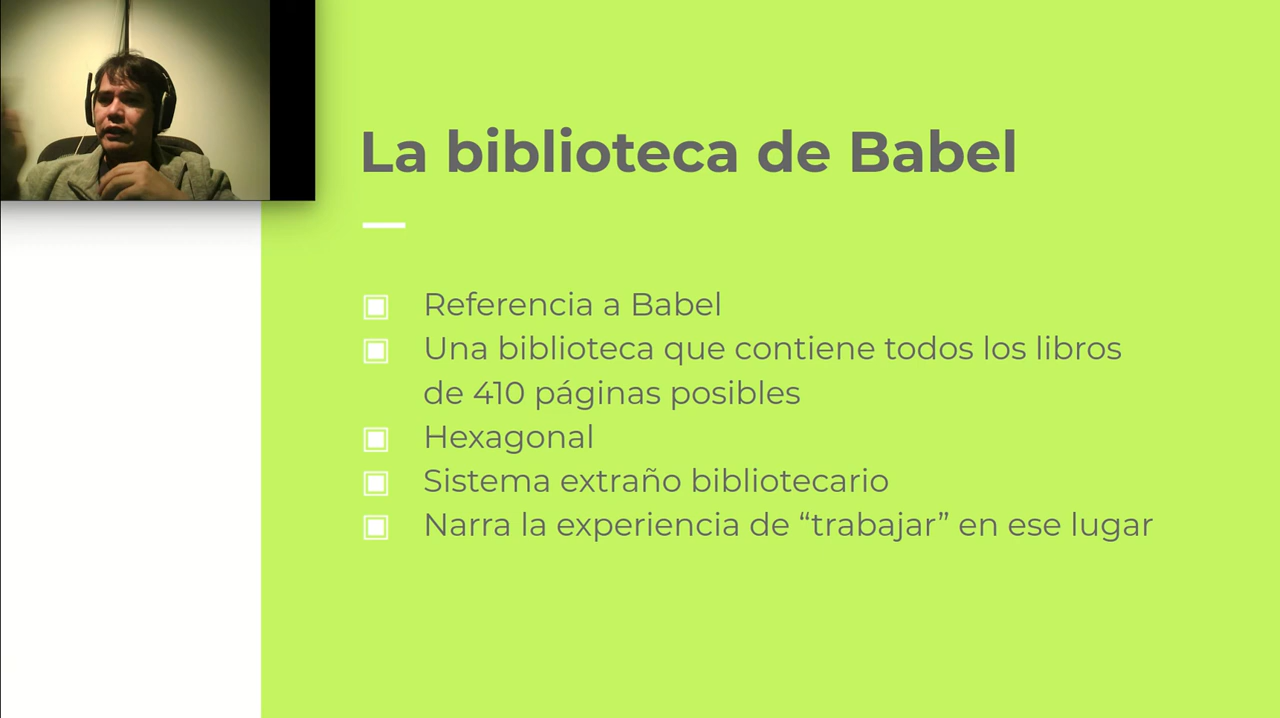 La biblioteca de Babel
Referencia a Babel
Una biblioteca que contiene todos los libros
de 410 páginas posibles
Hexagonal
Sistema extraño bibliotecario
Narra la experiencia de “trabajar” en ese lugar